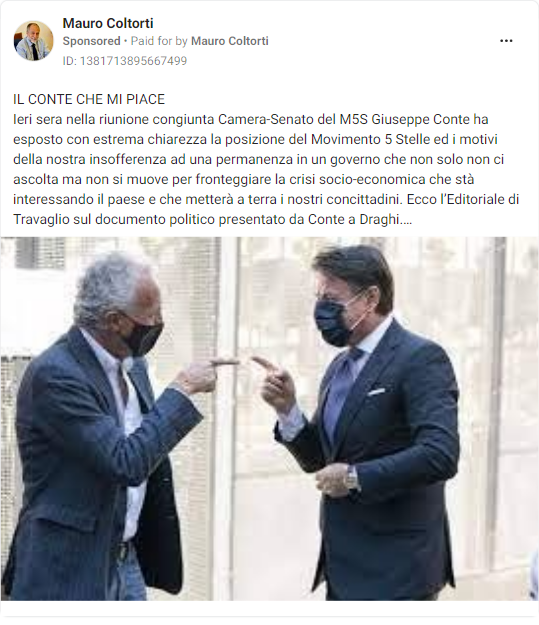 Mauro Coltorti
Sponsored • Paid for by Mauro Coltorti
ID: 1381713895667499
IL CONTE CHE MI PIACE
Ieri sera nella riunione congiunta Camera-Senato del M5S Giuseppe Conte ha
esposto con estrema chiarezza la posizione del Movimento 5 Stelle ed i motivi
della nostra insofferenza ad una permanenza in un governo che non solo non ci
ascolta ma non si muove per fronteggiare la crisi socio-economica che stà
interessando il paese e che metterà a terra i nostri concittadini. Ecco l’Editoriale di
Travaglio sul documento politico presentato da Conte a Draghi....